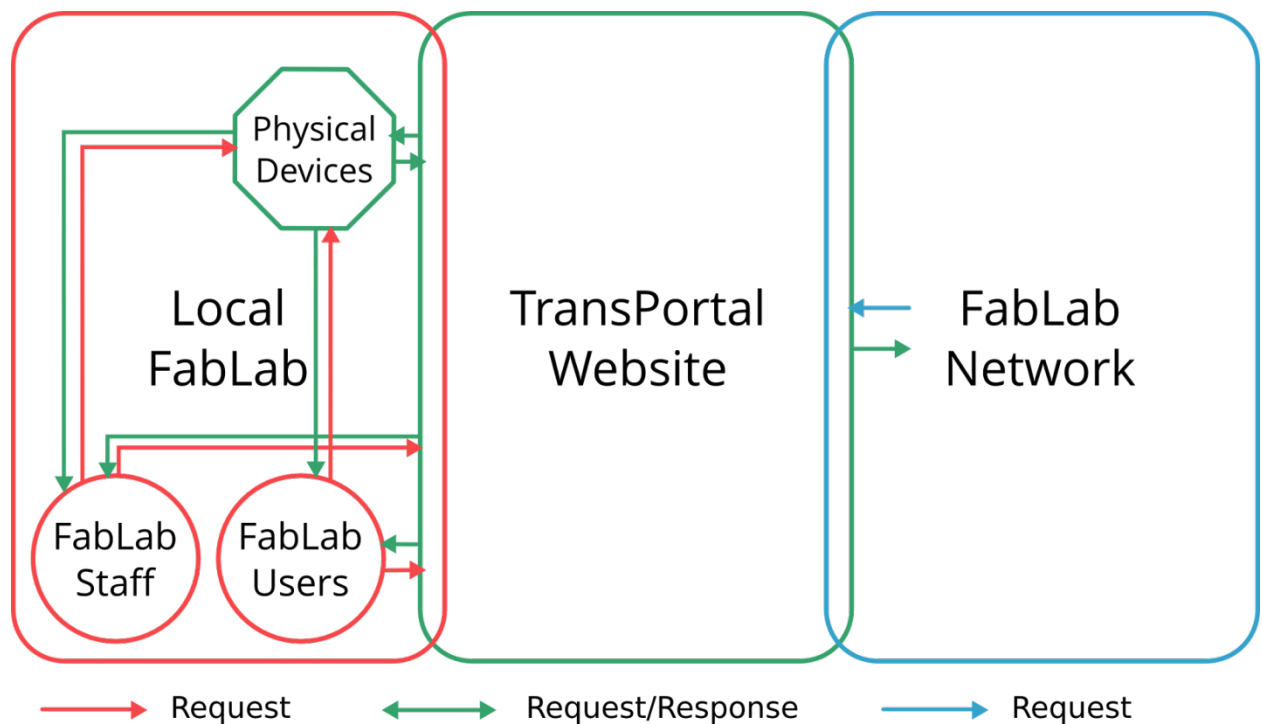 Physical
Devices
Local
FabLab
TransPortal
Website
FabLab
Network
FabLab
Staff
FabLab
Users
Request
Request/Response
Request